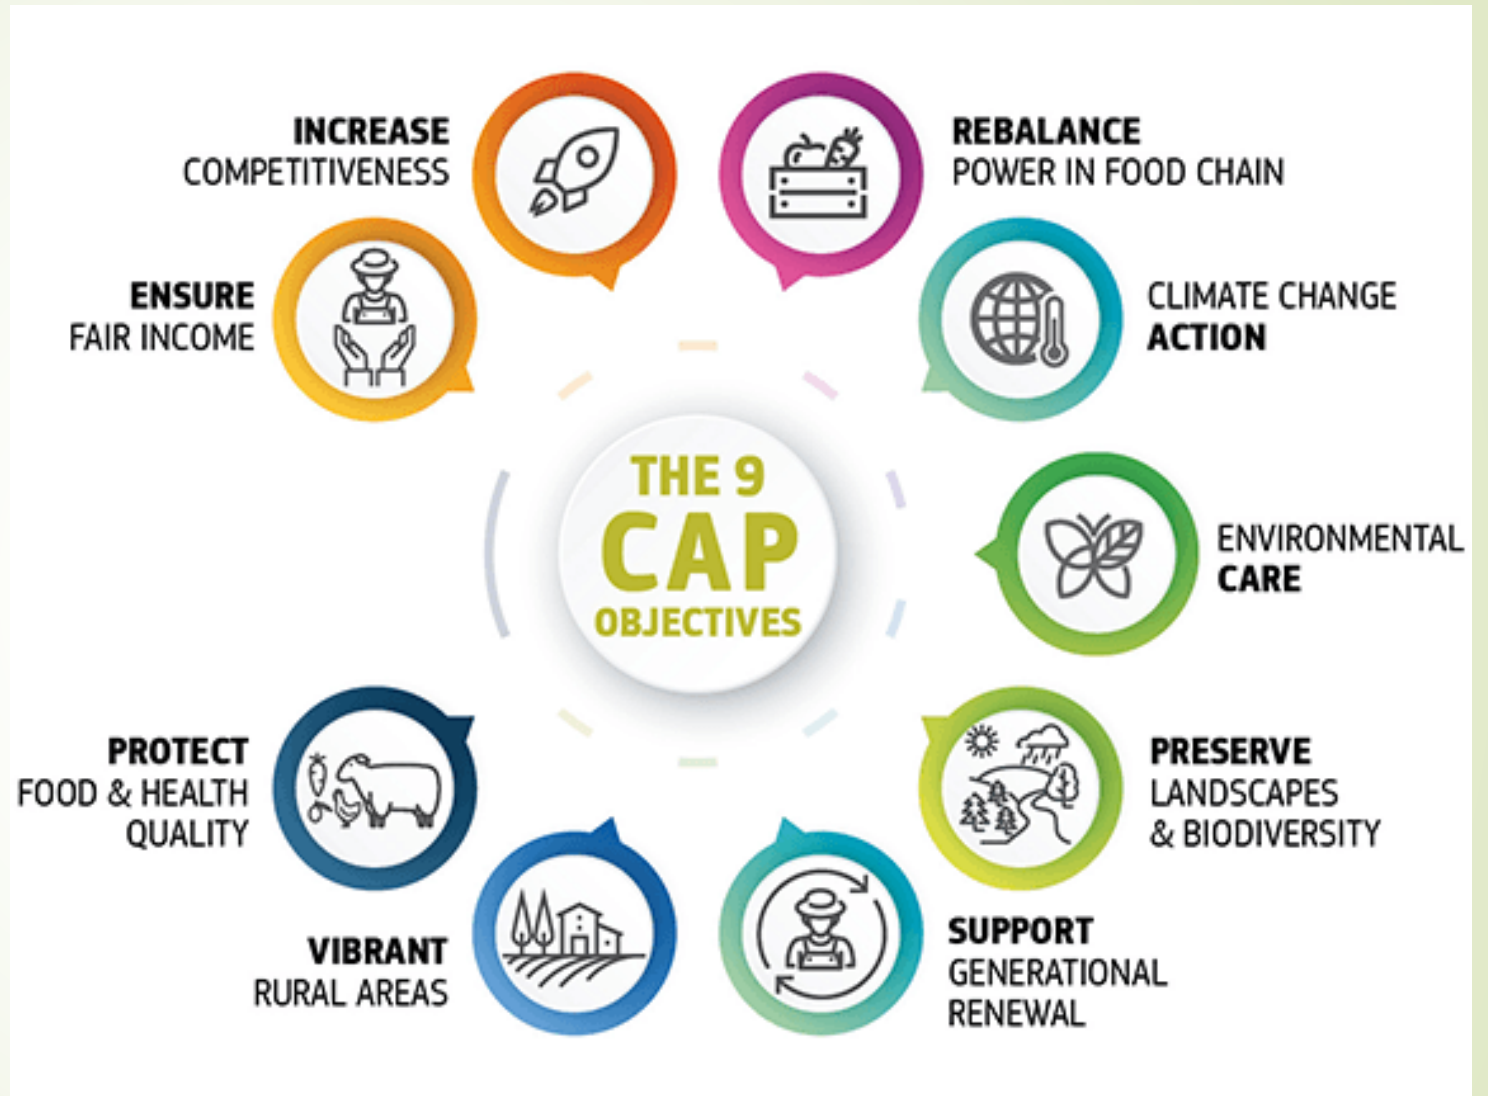 INCREASE
COMPETITIVENESS
REBALANCE
POWER IN FOOD CHAIN
ENSURE
FAIR INCOME
CLIMATE CHANGE
ACTION
THE 9
CAP
OBJECTIVES
ENVIRONMENTAL
CARE
PROTECT
FOOD & HEALTH
QUALITY
PRESERVE
LANDSCAPES
& BIODIVERSITY
VIBRANT
RURAL AREAS
SUPPORT
GENERATIONAL
RENEWAL